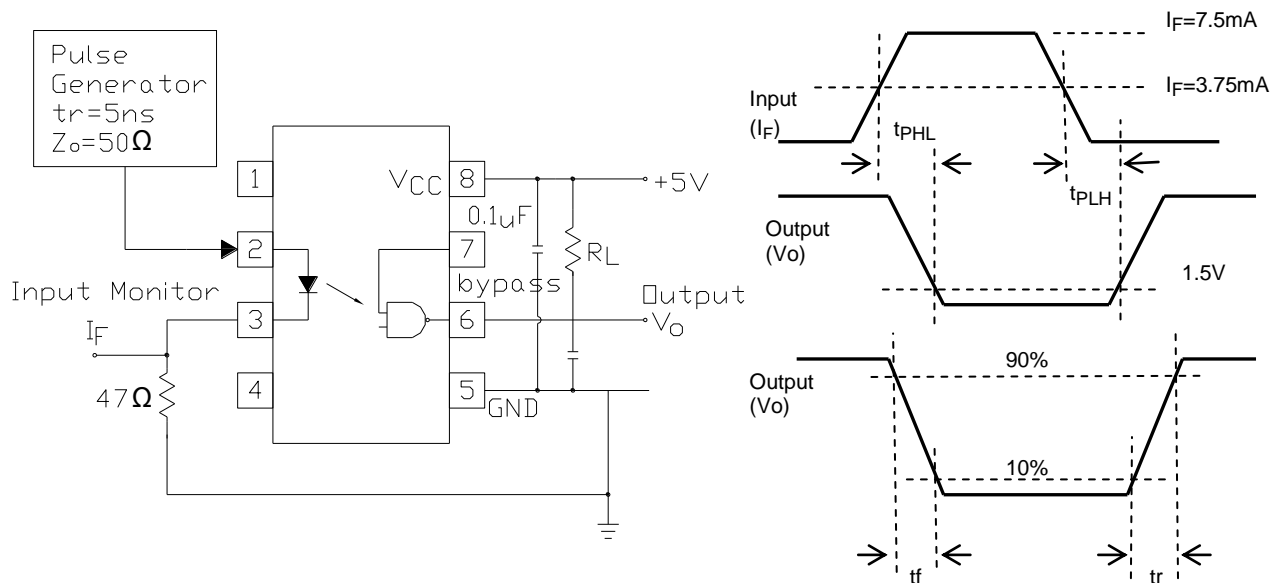 Pulse
Generator
tr=5ns
Zo=50Ω
1
2
3
4
VCC
8
7
6
5
GND
0.1uF
bypass
RL
+5V
Output
Vo
Input Monitor
IF
47Ω
IF=7.5mA
IF=3.75mA
Input
(IF)
tPHL
tPLH
Output
(Vo)
1.5V
Output
(Vo)
90%
10%
tf
tr